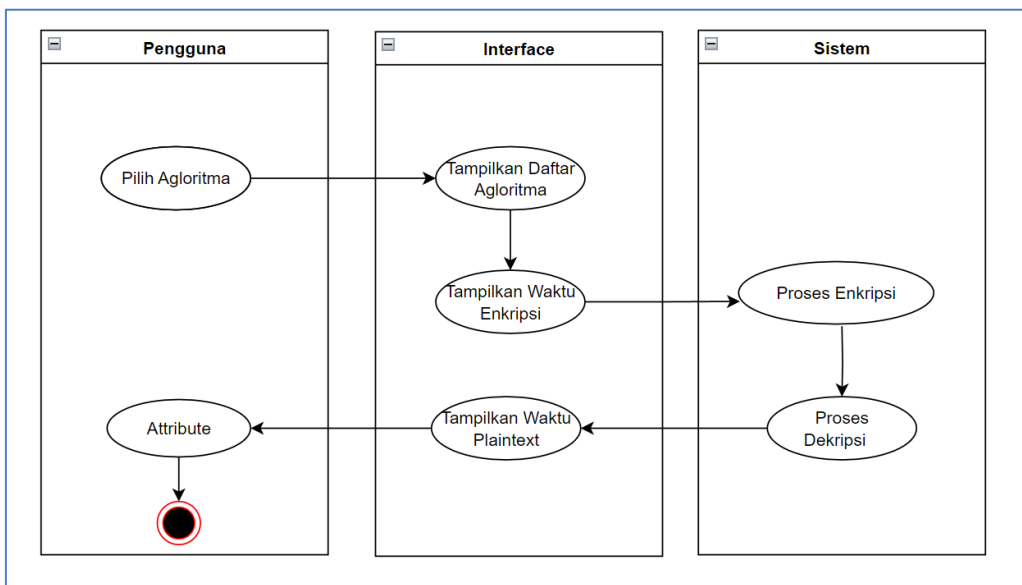 Pengguna
Interface
Sistem
Pilih Agloritma
Tampilkan Daftar
Agloritma
Tampilkan Waktu
Enkripsi
Proses Enkripsi
Attribute
Tampilkan Waktu
Plaintext
Proses
Dekripsi